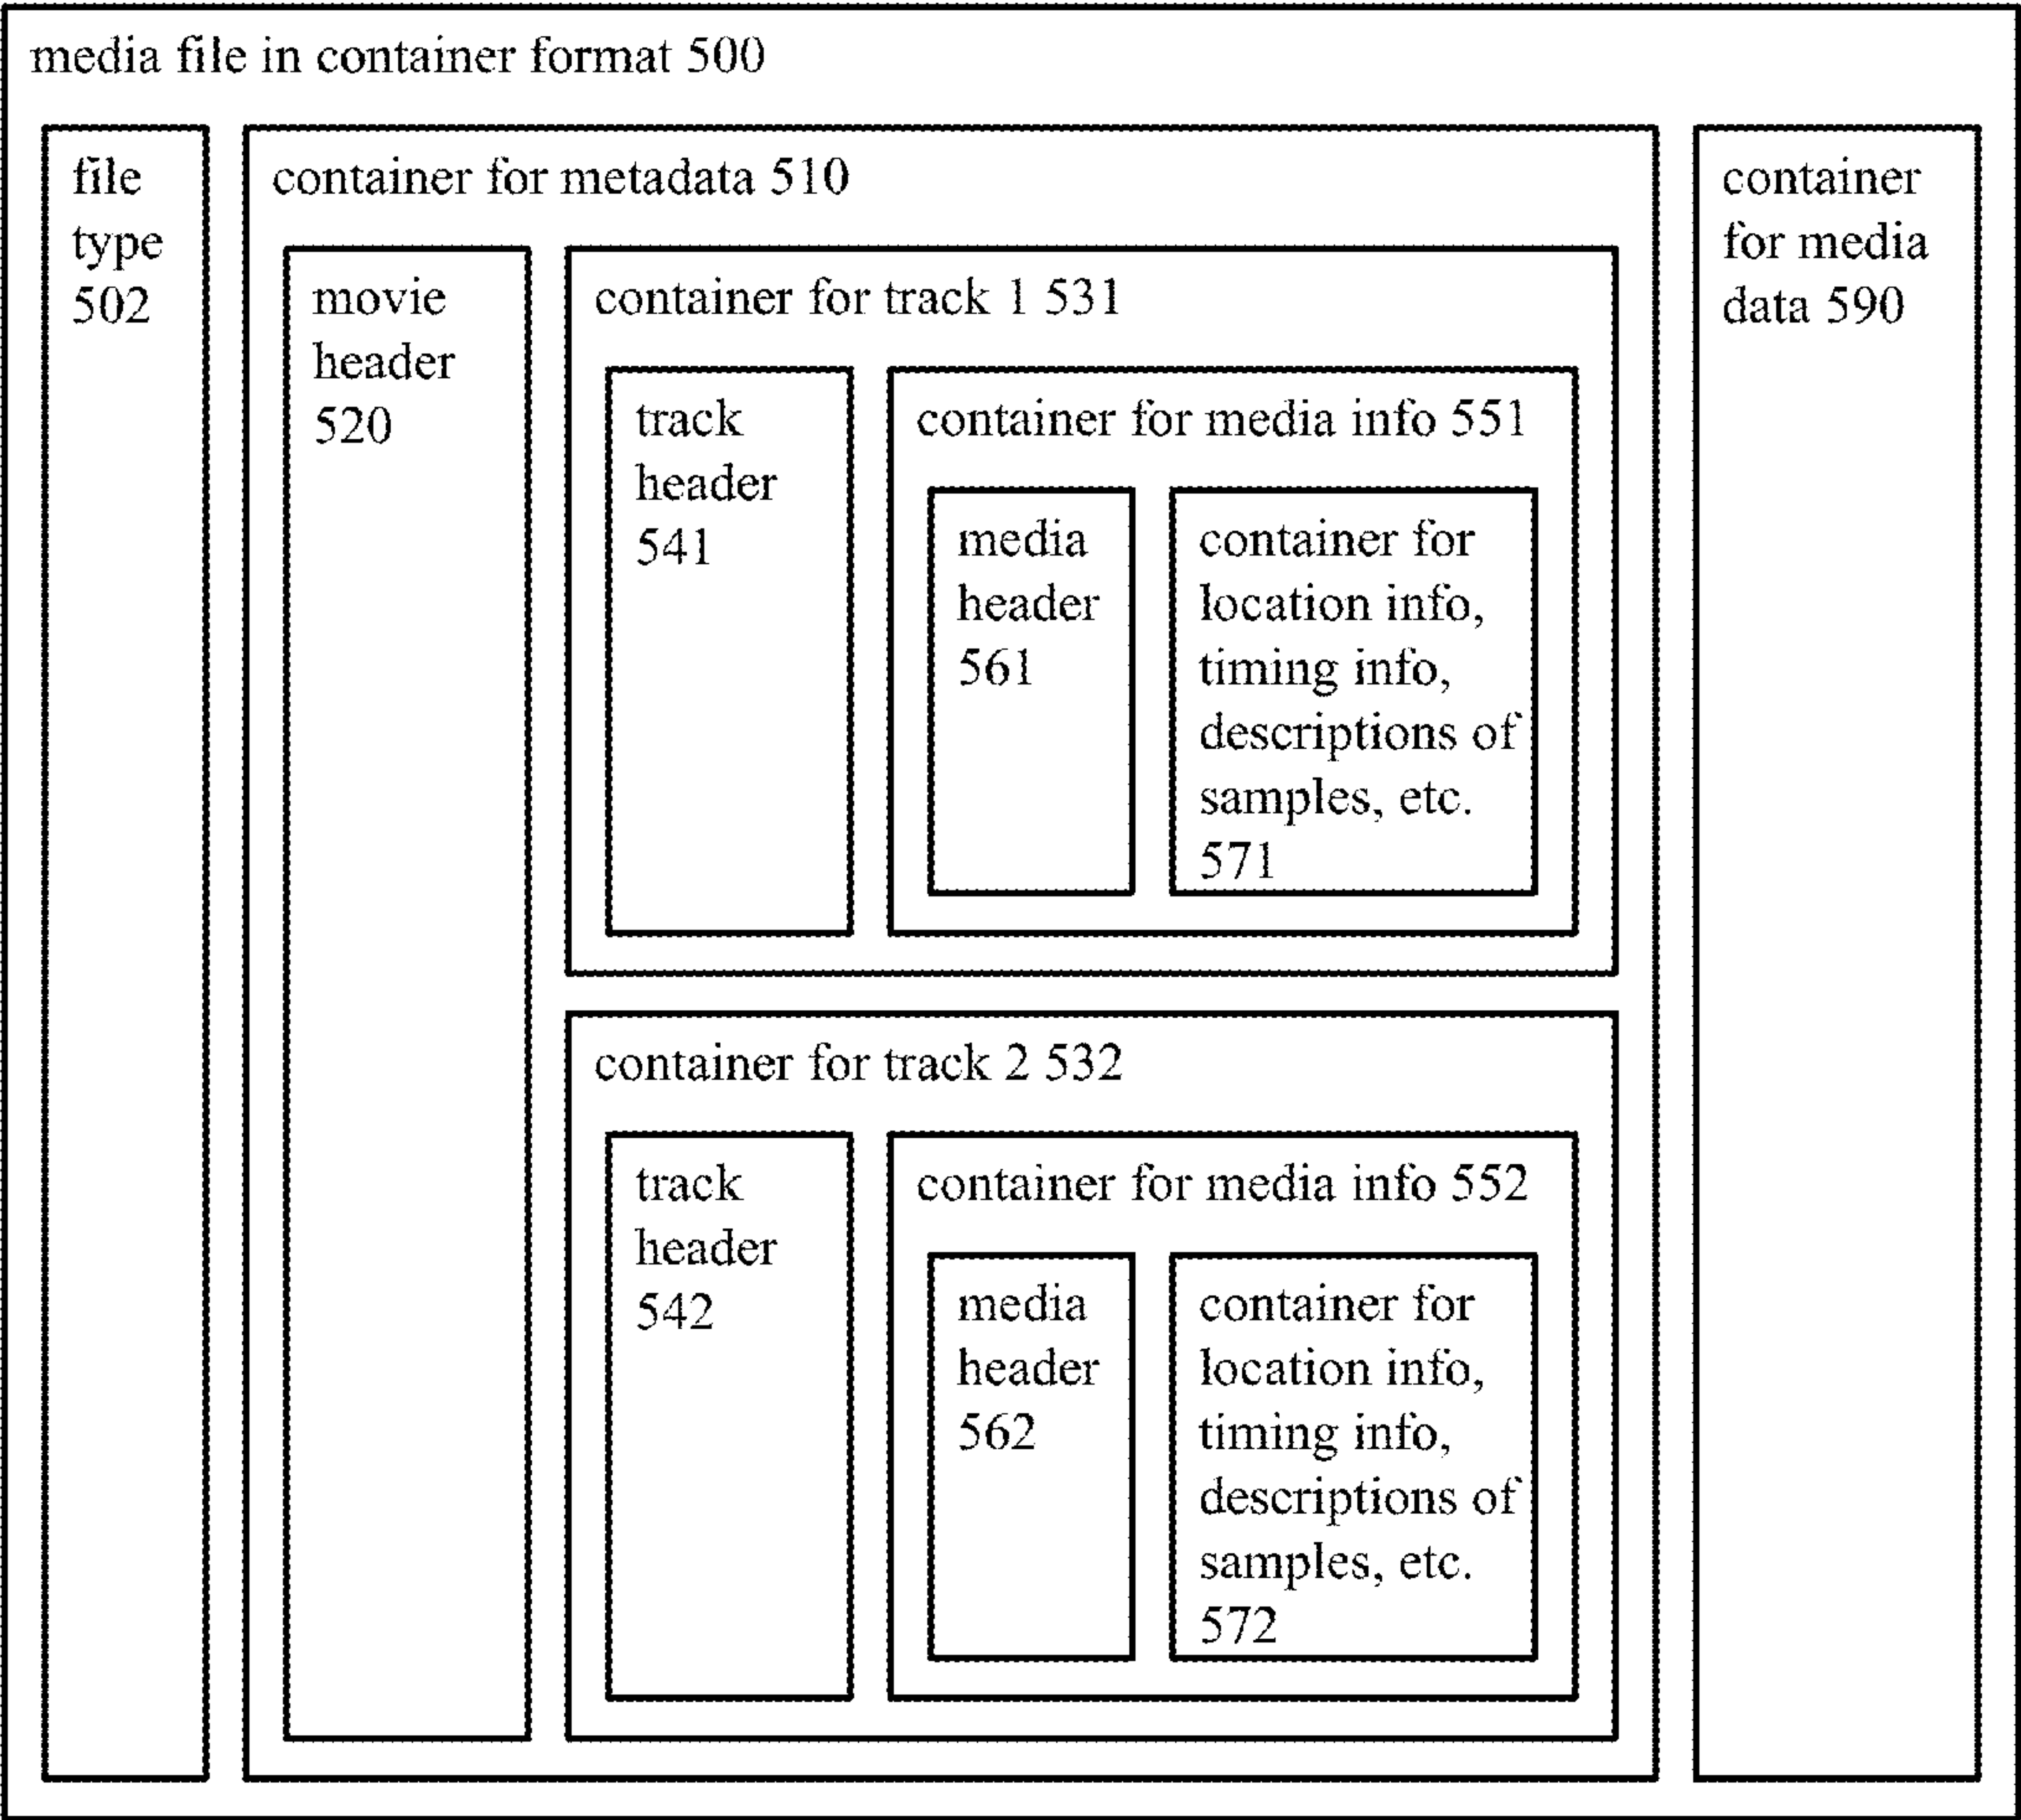 media file in container format 500
file
type
502
container for metadata 510
movie
header
520
container for track 1 531
track
header
541
container for media info 551
media
header
561
container for
location info,
timing info,
descriptions of
samples, etc.
571
container for track 2 532
track
header
542
container for media info 552
media
header
562
container for
location info,
timing info,
descriptions of
samples, etc.
572
container
for media
data 590